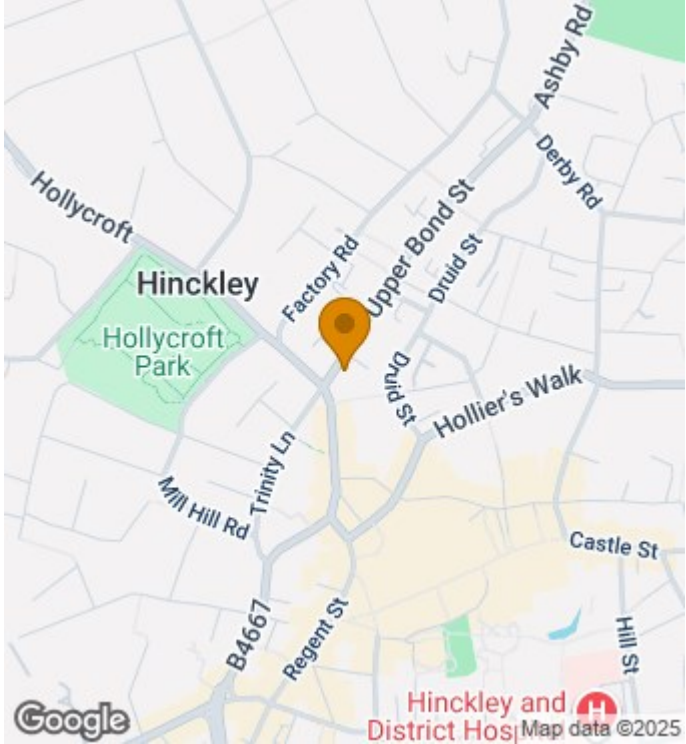 Ashby Rd
Derby Rd
Hollycroft
Upper Bond St
Druid St
Factory Rd
Hinckley
Hollycroft
Park
Druid St
Hollier's Walk
Trinity Ln
Mill Hill Rd
Castle St
B4667
Regent St
Hill St
Hinckley and
District Hosp
H
Google
Map data ©2025